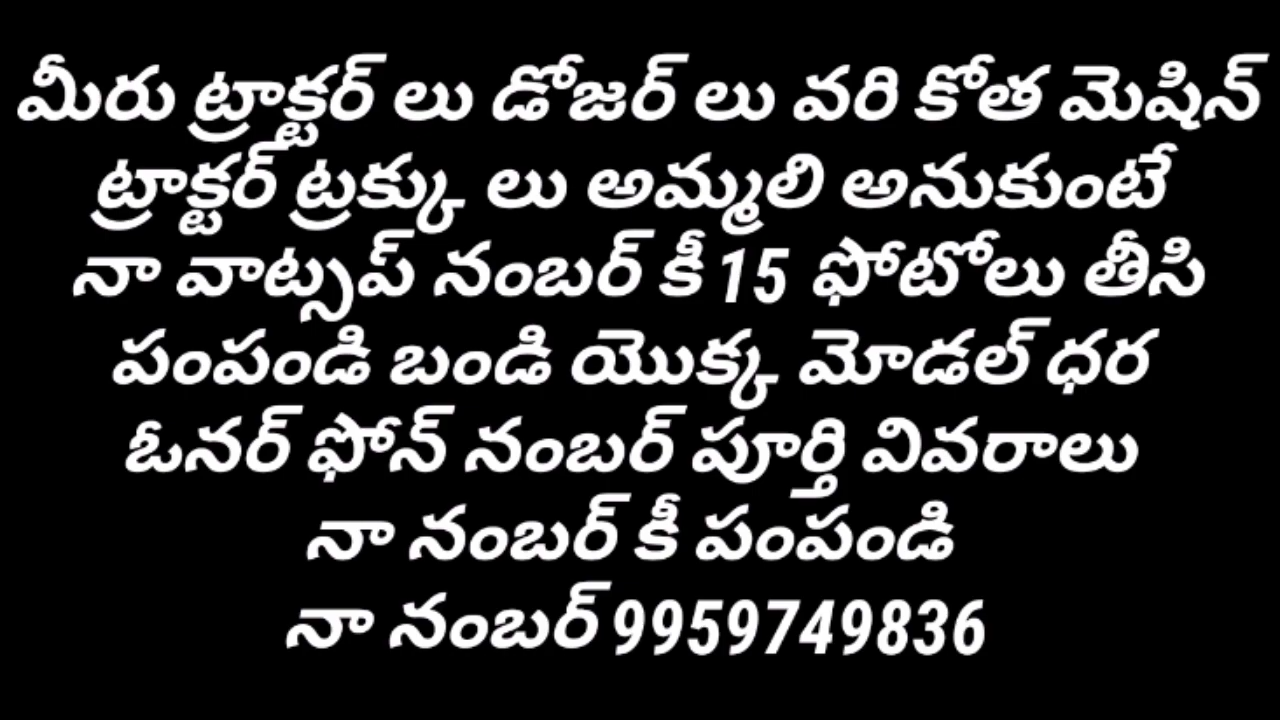 మీరు ట్రాక్టర్ లు డోజర్ లు వరి కోత మెషిన్
ట్రాక్టర్ ట్రక్కు లు అమ్మలి అనుకుంటే
నా వాట్సప్ నంబర్ కీ 15 ఫోటోలు తీసి
పంపండి బండి యొక్క మోడల్ ధర
ఓనర్ ఫోన్ నంబర్ పూర్తి వివరాలు
నా నంబర్ కీ పంపండి
నా నంబర్ 9959749836